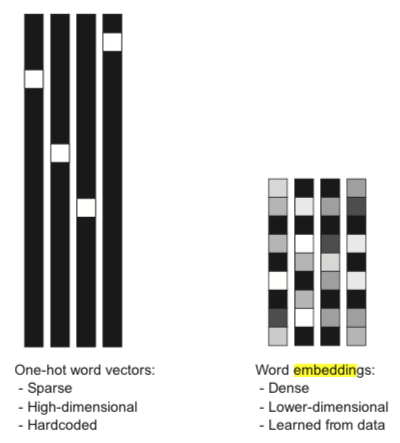 One-hot word vectors:
- Sparse
- High-dimensional
- Hardcoded
Word embeddings:
- Dense
- Lower-dimensional
- Learned from data